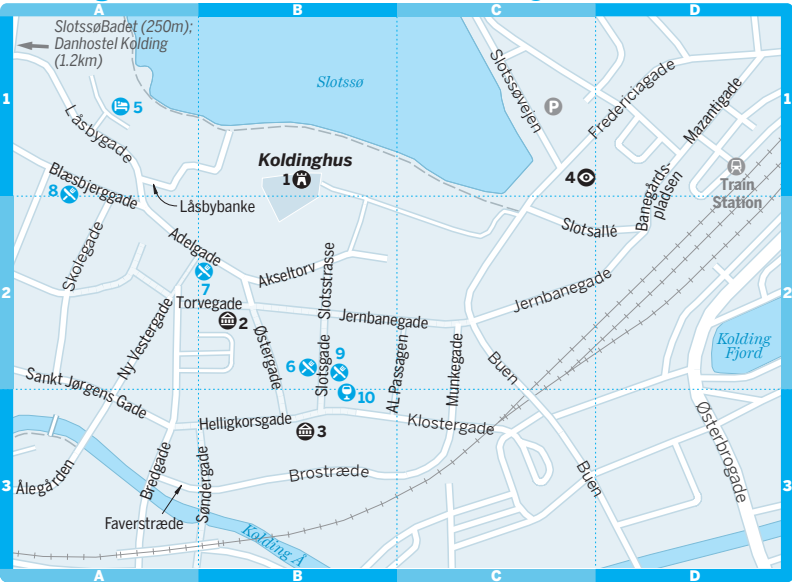 A
B
C
D
SlotssøBadet (250m);
Danhostel Kolding
(1.2km)
Slotssø
Slotssøvejen
P
Fredericiagade
Mazantigade
1
1
5
Låsbygade
Koldinghus
1
4
Train
Station
Blæsbjerggade
8
Låsbybanke
Banegårds-
pladsen
Slotsallé
Skolegade
Adelgade
7
Akseltorv
Slotsstrasse
2
2
Torvegade
2
Jernbanegade
Jernbanegade
Ny Vestergade
Østergade
6
9
Slotsgade
10
AL Passagen
Munkegade
Buen
Kolding
Fjord
Sankt Jørgens Gade
Helligkorsgade
3
Klostergade
Østerbrogade
Bredgade
Søndergade
Brostræde
Buen
3
3
Ålegården
Faverstræde
Kolding Å
A
B
C
D